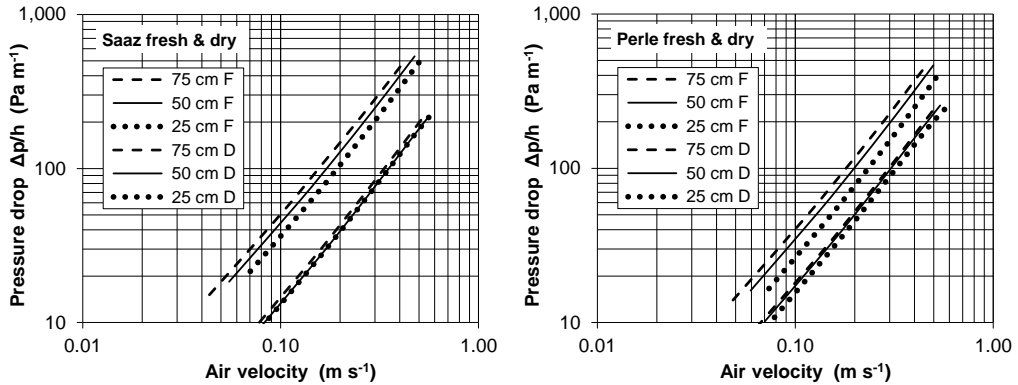 1,000
Saaz fresh & dry
75 cm F
50 cm F
25 cm F
75 cm D
50 cm D
25 cm D
100
10
0.01
0.10
1.00
Pressure drop Δp/h (Pa m-1)
Air velocity (m s-1)
1,000
Perle fresh & dry
75 cm F
50 cm F
25 cm F
75 cm D
50 cm D
25 cm D
100
10
0.01
0.10
1.00
Pressure drop Δp/h (Pa m-1)
Air velocity (m s-1)